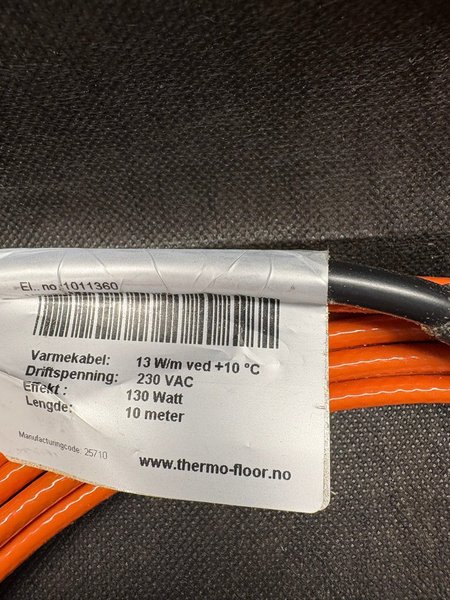 El. no.:1011360
Varmekabel: 13 W/m ved +10 °C
Driftspenning: 230 VAC
Effekt : 130 Watt
Lengde: 10 meter
Manufacturingcode: 25710
www.thermo-floor.no